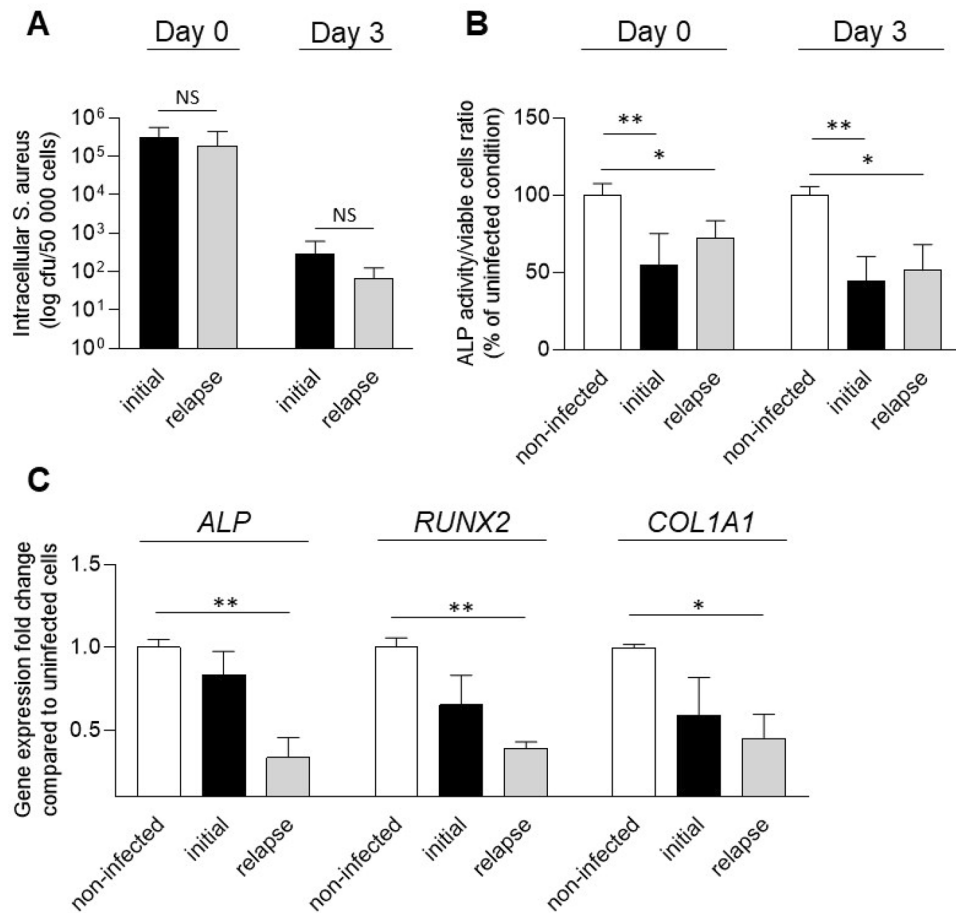 A
Day 0
Day 3
Intracellular S. aureus
(log cfu/50 000 cells)
10⁶
10⁵
10⁴
10³
10²
10¹
10⁰
NS
NS
initial
relapse
initial
relapse
B
Day 0
Day 3
ALP activity/viable cells ratio
(% of uninfected condition)
150
100
50
0
**
*
**
*
non-infected
initial
relapse
non-infected
initial
relapse
C
ALP
RUNX2
COL1A1
Gene expression fold change
compared to uninfected cells
1.5
1.0
0.5
**
**
*
non-infected
initial
relapse
non-infected
initial
relapse
non-infected
initial
relapse